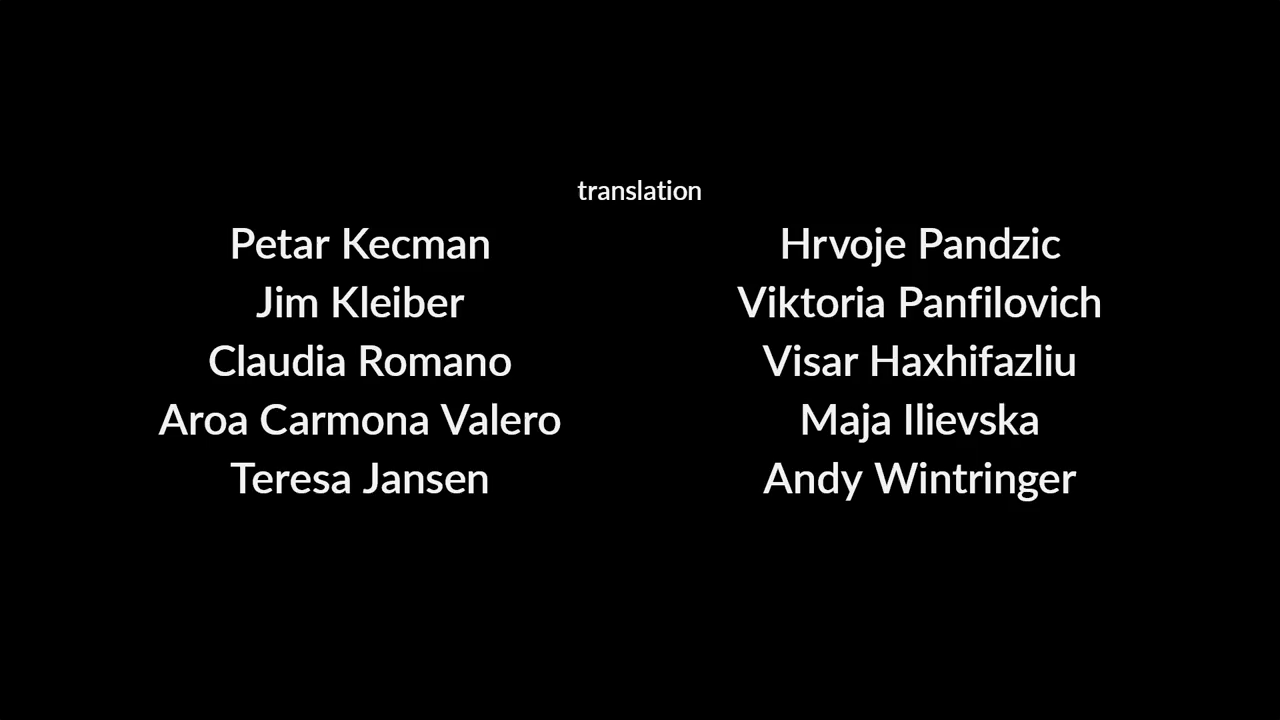 translation
Petar Kecman
Jim Kleiber
Claudia Romano
Aroa Carmona Valero
Teresa Jansen
Hrvoje Pandzic
Viktoria Panfilovich
Visar Haxhifazliu
Maja Ilievska
Andy Wintringer